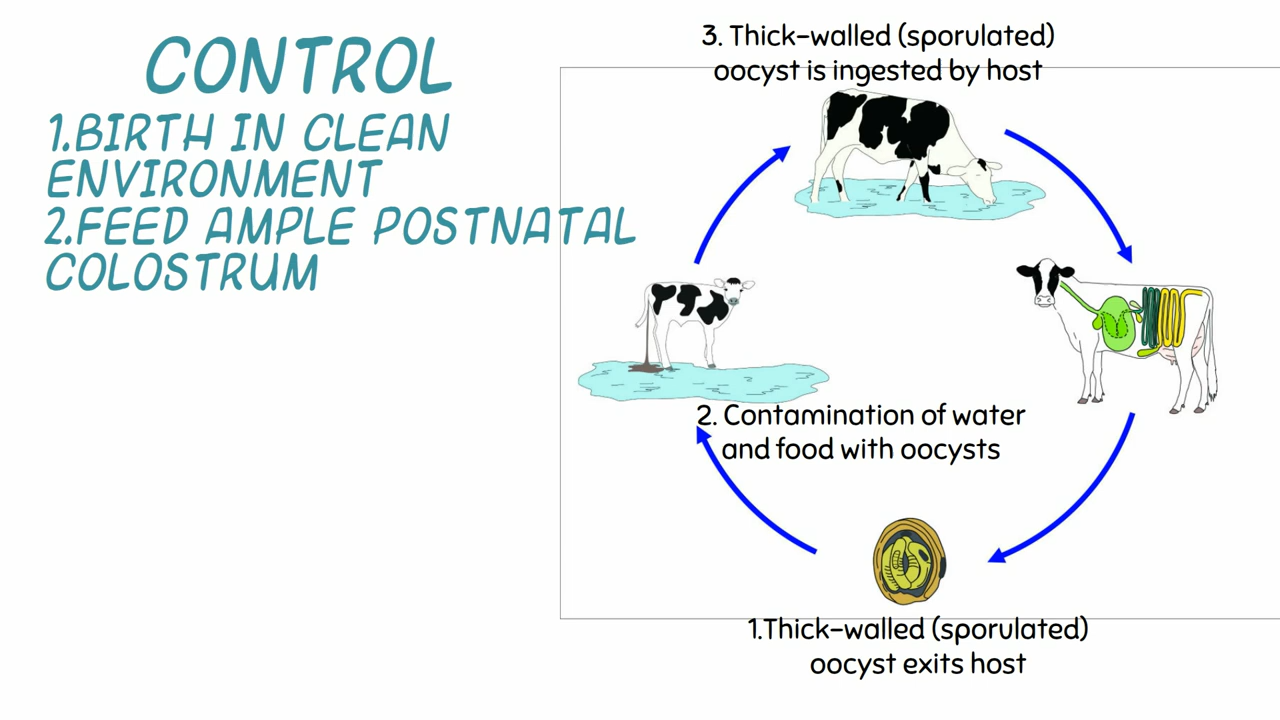 CONTROL
1.BIRTH IN CLEAN
ENVIRONMENT
2.FEED AMPLE POSTNATAL
COLOSTRUM
3. Thick-walled (sporulated)
oocyst is ingested by host
2. Contamination of water
and food with oocysts
1.Thick-walled (sporulated)
oocyst exits host